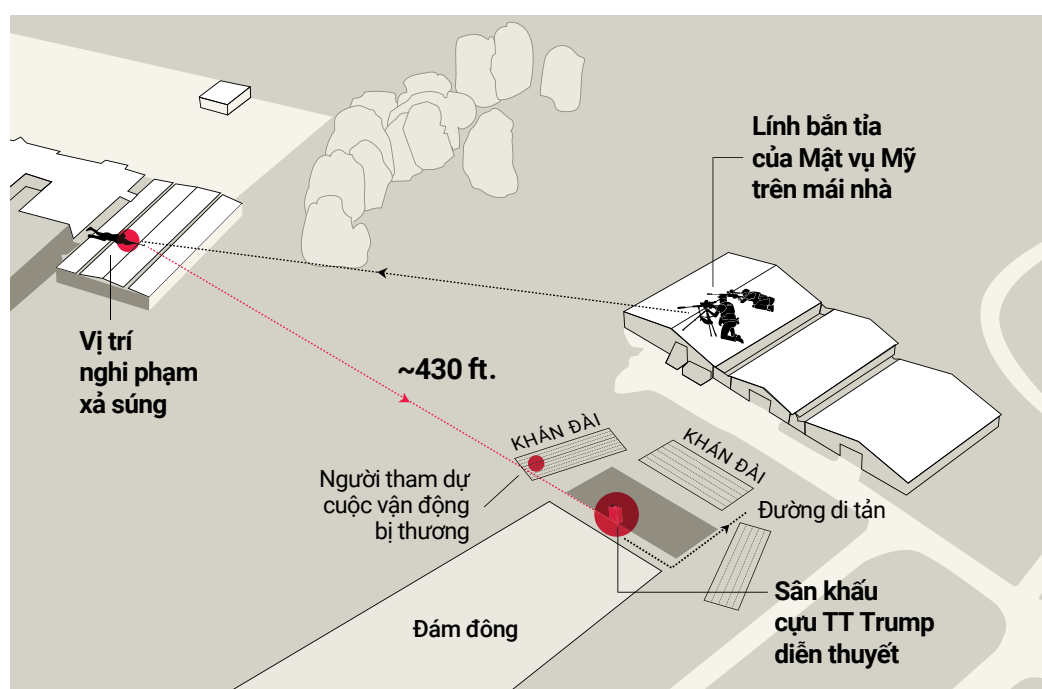 Lính bắn tỉa
của Mật vụ Mỹ
trên mái nhà
Vị trí
nghi phạm
xả súng
~430 ft.
KHÁN ĐÀI
KHÁN ĐÀI
Người tham dự
cuộc vận động
bị thương
Đường di tản
Sân khấu
cựu TT Trump
diễn thuyết
Đám đông